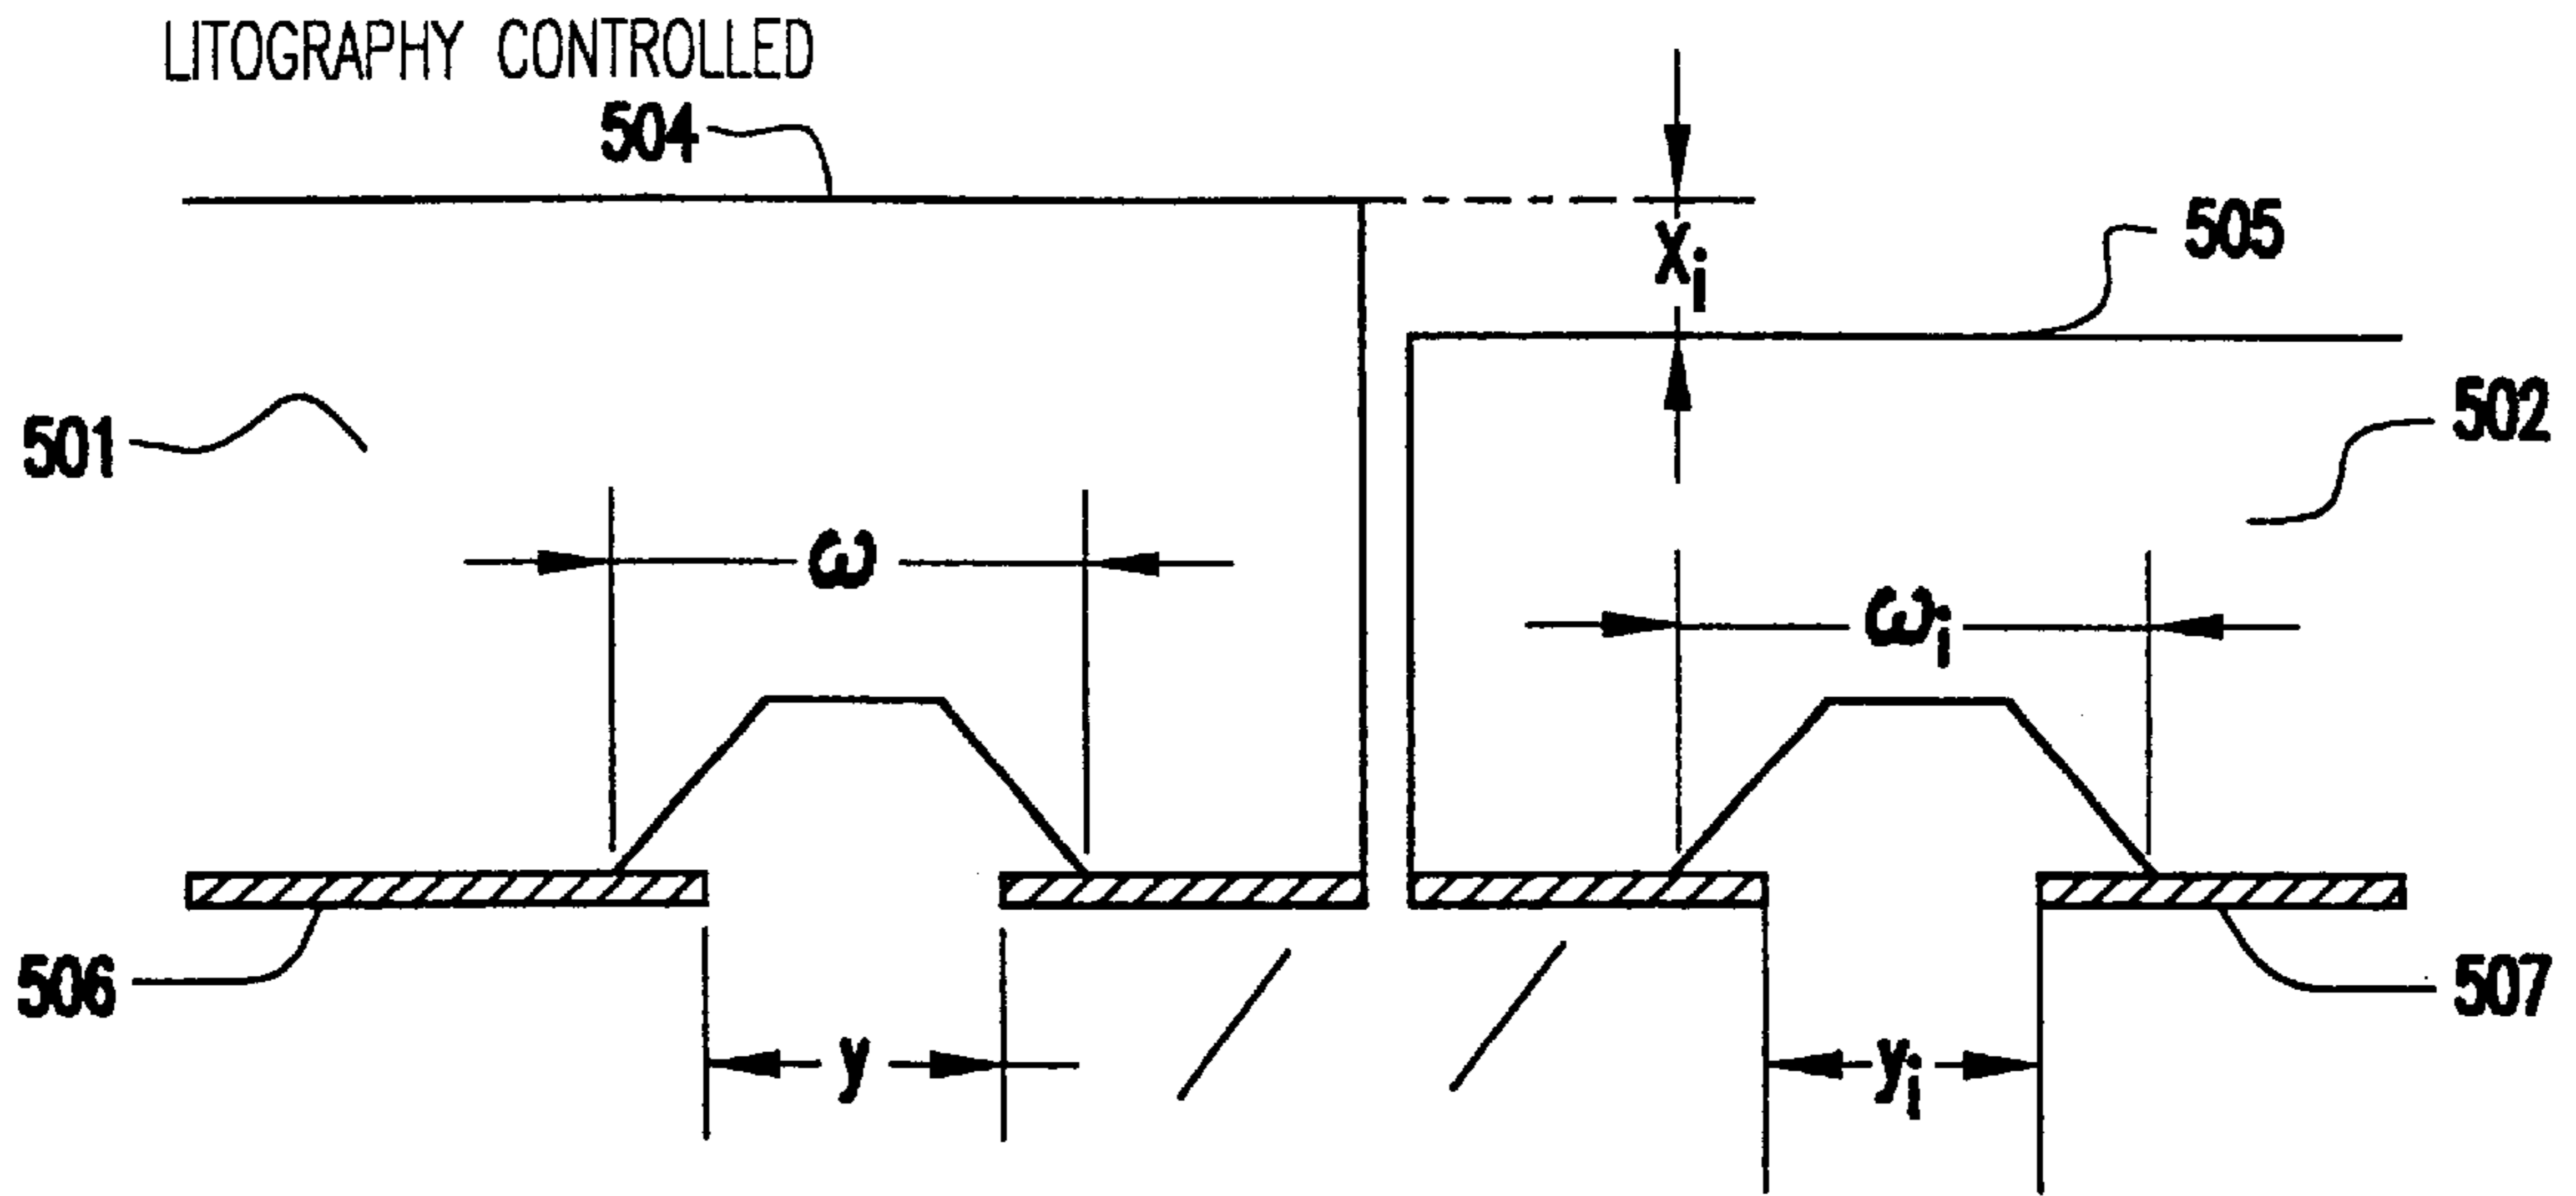 LITOGRAPHY CONTROLLED
504
505
Xi
501
502
ω
ωi
506
507
y
yi